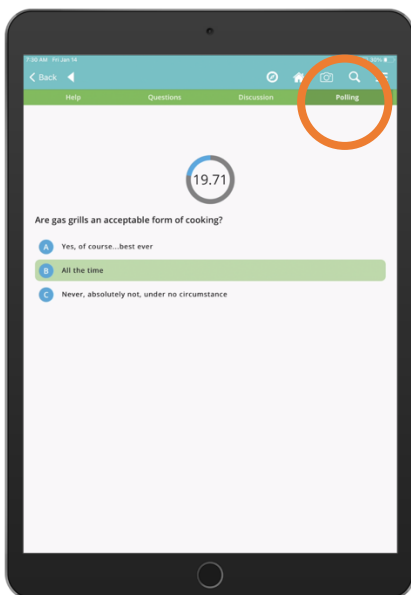 7:30 AM Fri Jan 14
30%
Back
Help Questions Discussion Polling
19.71
Are gas grills an acceptable form of cooking?
A Yes, of course...best ever
B All the time
C Never, absolutely not, under no circumstance